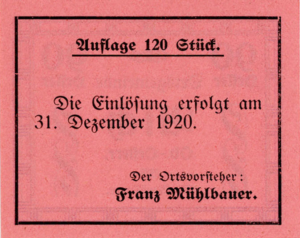 Auflage 120 Stück.
Die Einlösung erfolgt am
31. Dezember 1920.
Der Ortsvorsteher:
Franz Mühlbauer.